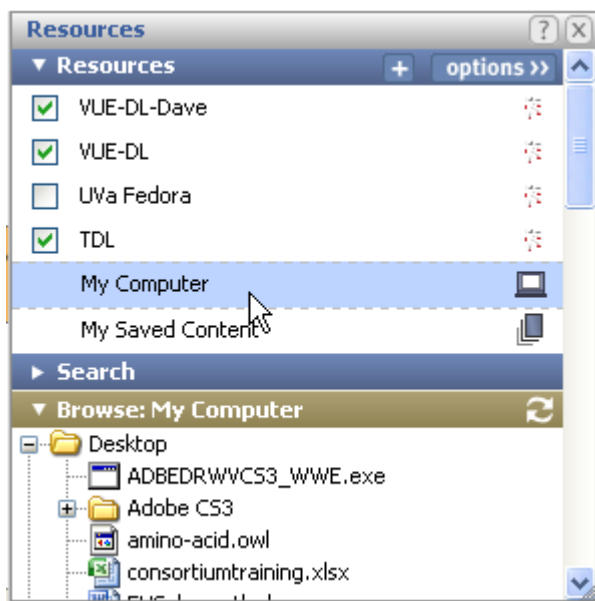 Resources
? X
▼ Resources + options >>
VUE-DL-Dave
VUE-DL
UVa Fedora
TDL
My Computer
My Saved Content
► Search
▼ Browse: My Computer
Desktop
ADBEDRWVCS3_WWE.exe
Adobe CS3
amino-acid.owl
consortiumtraining.xlsx